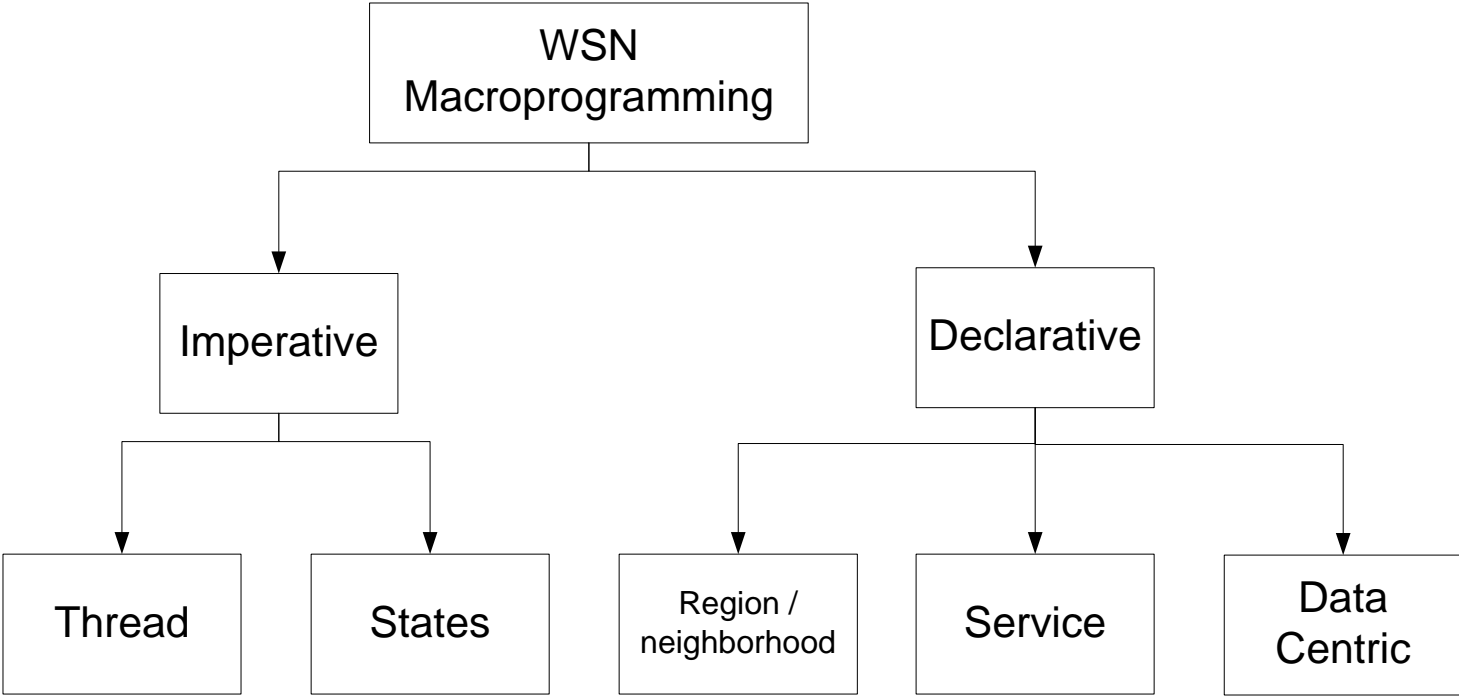 WSN
Macroprogramming
Imperative
Declarative
Thread
States
Region /
neighborhood
Service
Data
Centric